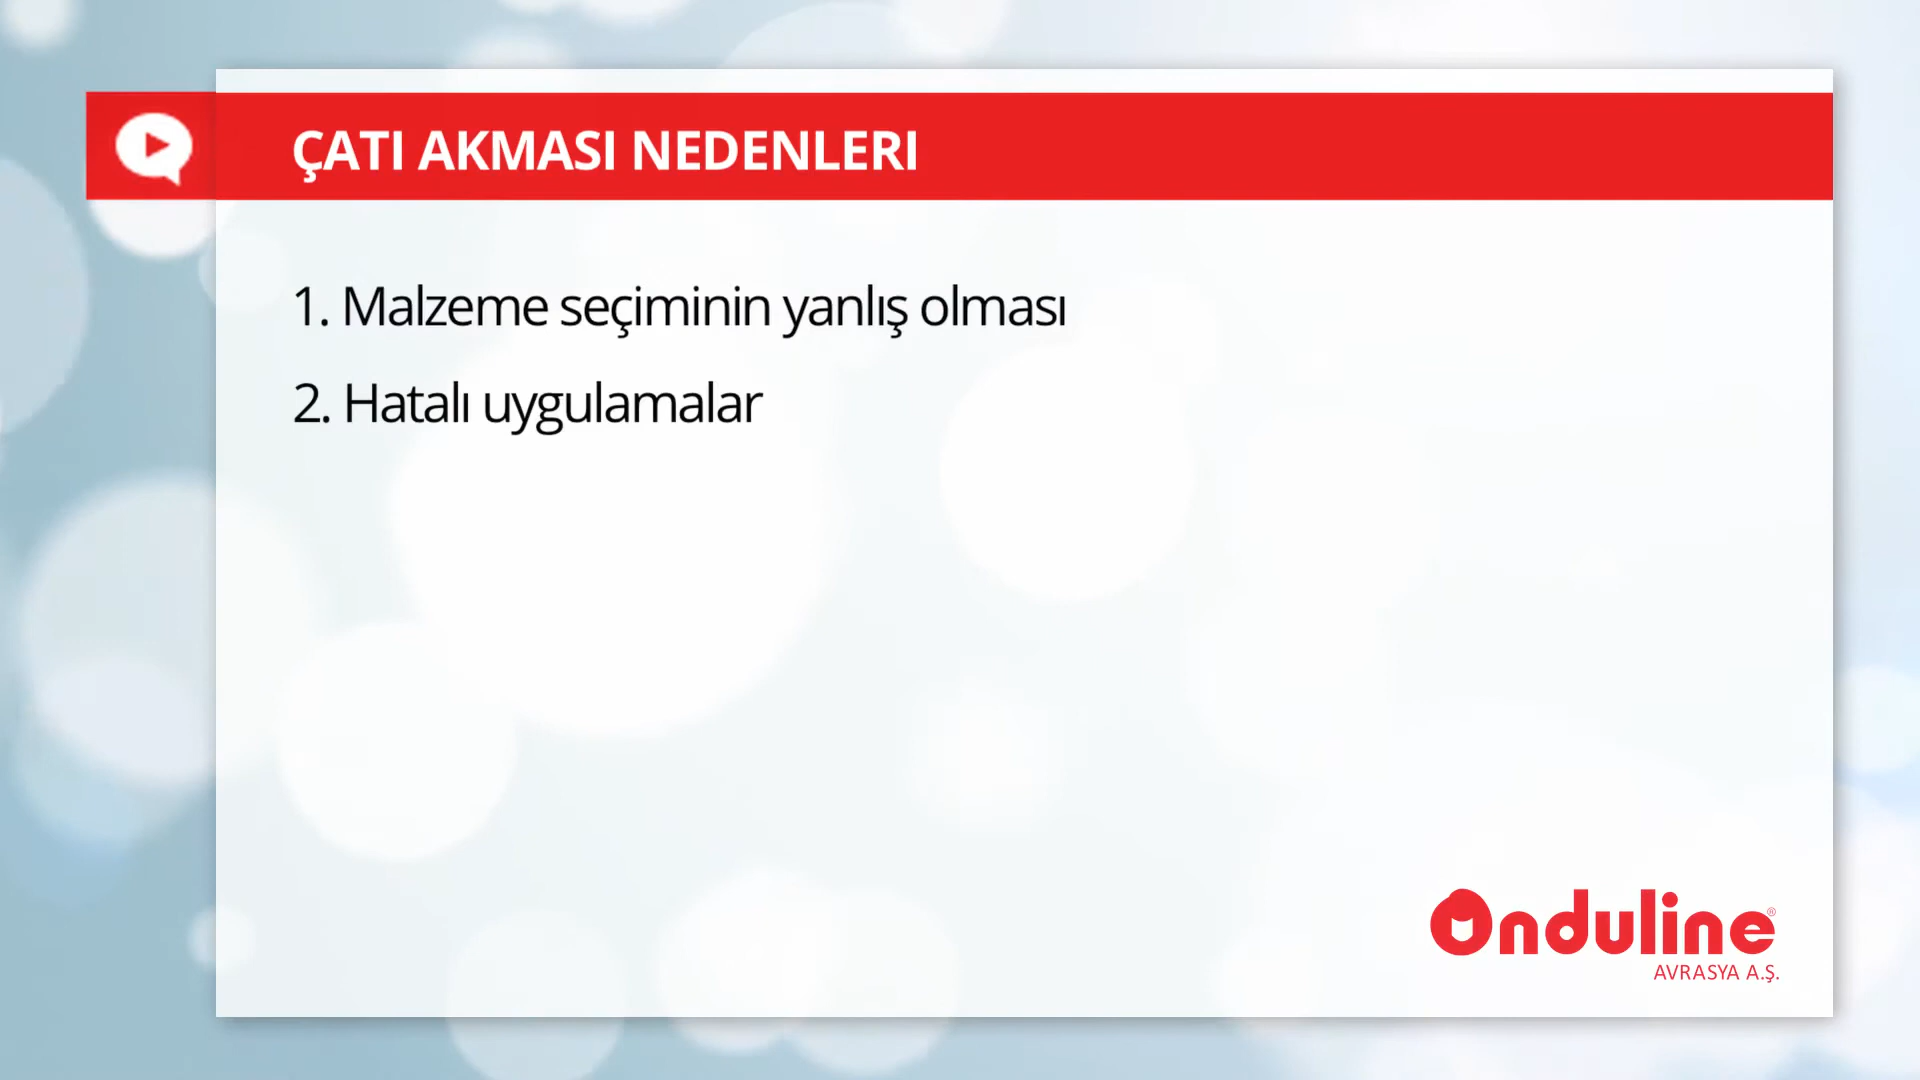 ÇATI AKMASI NEDENLERI
1. Malzeme seçiminin yanlış olması
2. Hatalı uygulamalar
Onduline®
AVRASYA A.Ş.